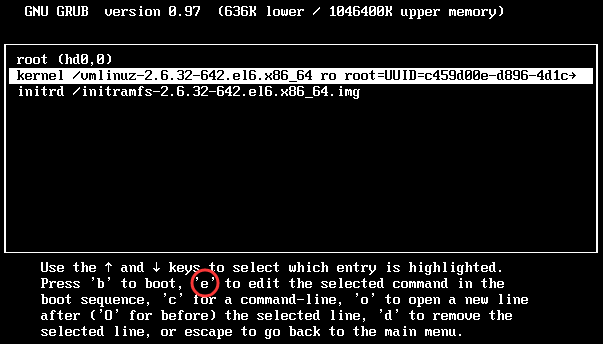 GNU GRUB  version 0.97  (636K lower / 1046400K upper memory)
root (hd0,0)
kernel /vmlinuz-2.6.32-642.el6.x86_64 ro root=UUID=c459d00e-d896-4d1c→
initrd /initramfs-2.6.32-642.el6.x86_64.img
Use the ↑ and ↓ keys to select which entry is highlighted.
Press 'b' to boot, 'e' to edit the selected command in the
boot sequence, 'c' for a command-line, 'o' to open a new line
after ('O' for before) the selected line, 'd' to remove the
selected line, or escape to go back to the main menu.